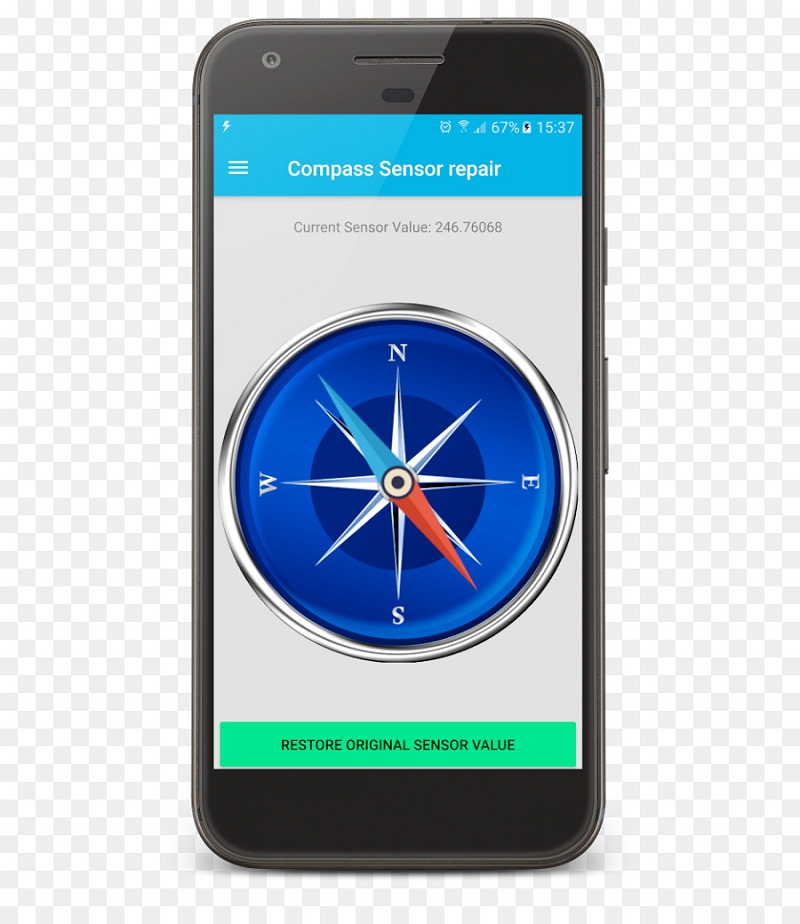 67% 15:37
Compass Sensor repair
Current Sensor Value: 246.76068
N
W E
S
RESTORE ORIGINAL SENSOR VALUE